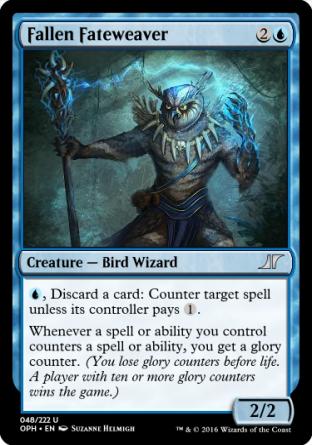 Fallen Fateweaver 2
Creature — Bird Wizard
, Discard a card: Counter target spell
unless its controller pays 1.
Whenever a spell or ability you control
counters a spell or ability, you get a glory
counter. (You lose glory counters before life.
A player with ten or more glory counters
wins the game.)
2/2
048/222 U
OPH • EN Suzanne Helmigh
™ & © 2016 Wizards of the Coast